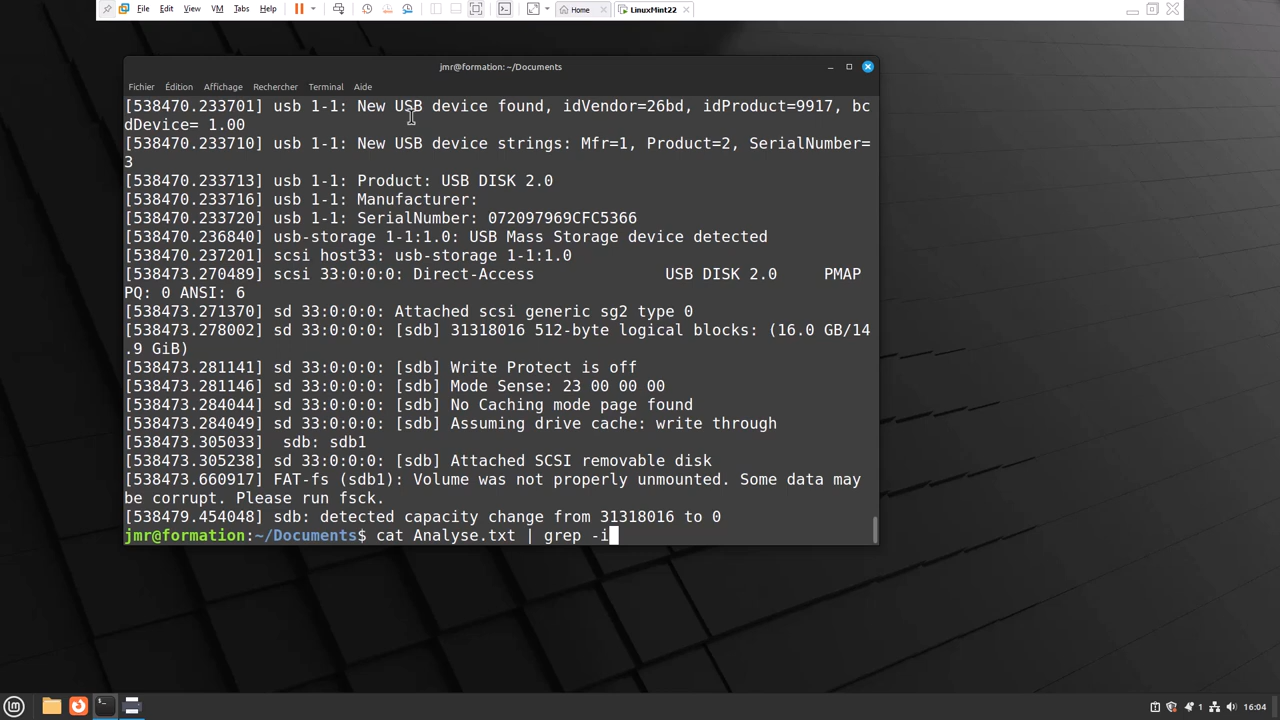 File Edit View VM Tabs Help Home LinuxMint22
jmr@formation: ~/Documents
Fichier Édition Affichage Rechercher Terminal Aide
[538470.233701] usb 1-1: New USB device found, idVendor=26bd, idProduct=9917, bc
dDevice= 1.00
[538470.233710] usb 1-1: New USB device strings: Mfr=1, Product=2, SerialNumber=
3
[538470.233713] usb 1-1: Product: USB DISK 2.0
[538470.233716] usb 1-1: Manufacturer:
[538470.233720] usb 1-1: SerialNumber: 072097969CFC5366
[538470.236840] usb-storage 1-1:1.0: USB Mass Storage device detected
[538470.237201] scsi host33: usb-storage 1-1:1.0
[538473.270489] scsi 33:0:0:0: Direct-Access              USB DISK 2.0     PMAP
PQ: 0 ANSI: 6
[538473.271370] sd 33:0:0:0: Attached scsi generic sg2 type 0
[538473.278002] sd 33:0:0:0: [sdb] 31318016 512-byte logical blocks: (16.0 GB/14
.9 GiB)
[538473.281141] sd 33:0:0:0: [sdb] Write Protect is off
[538473.281146] sd 33:0:0:0: [sdb] Mode Sense: 23 00 00 00
[538473.284044] sd 33:0:0:0: [sdb] No Caching mode page found
[538473.284049] sd 33:0:0:0: [sdb] Assuming drive cache: write through
[538473.305033]  sdb: sdb1
[538473.305238] sd 33:0:0:0: [sdb] Attached SCSI removable disk
[538473.660917] FAT-fs (sdb1): Volume was not properly unmounted. Some data may
be corrupt. Please run fsck.
[538479.454048] sdb: detected capacity change from 31318016 to 0
jmr@formation:~/Documents$ cat Analyse.txt | grep -i
1 16:04